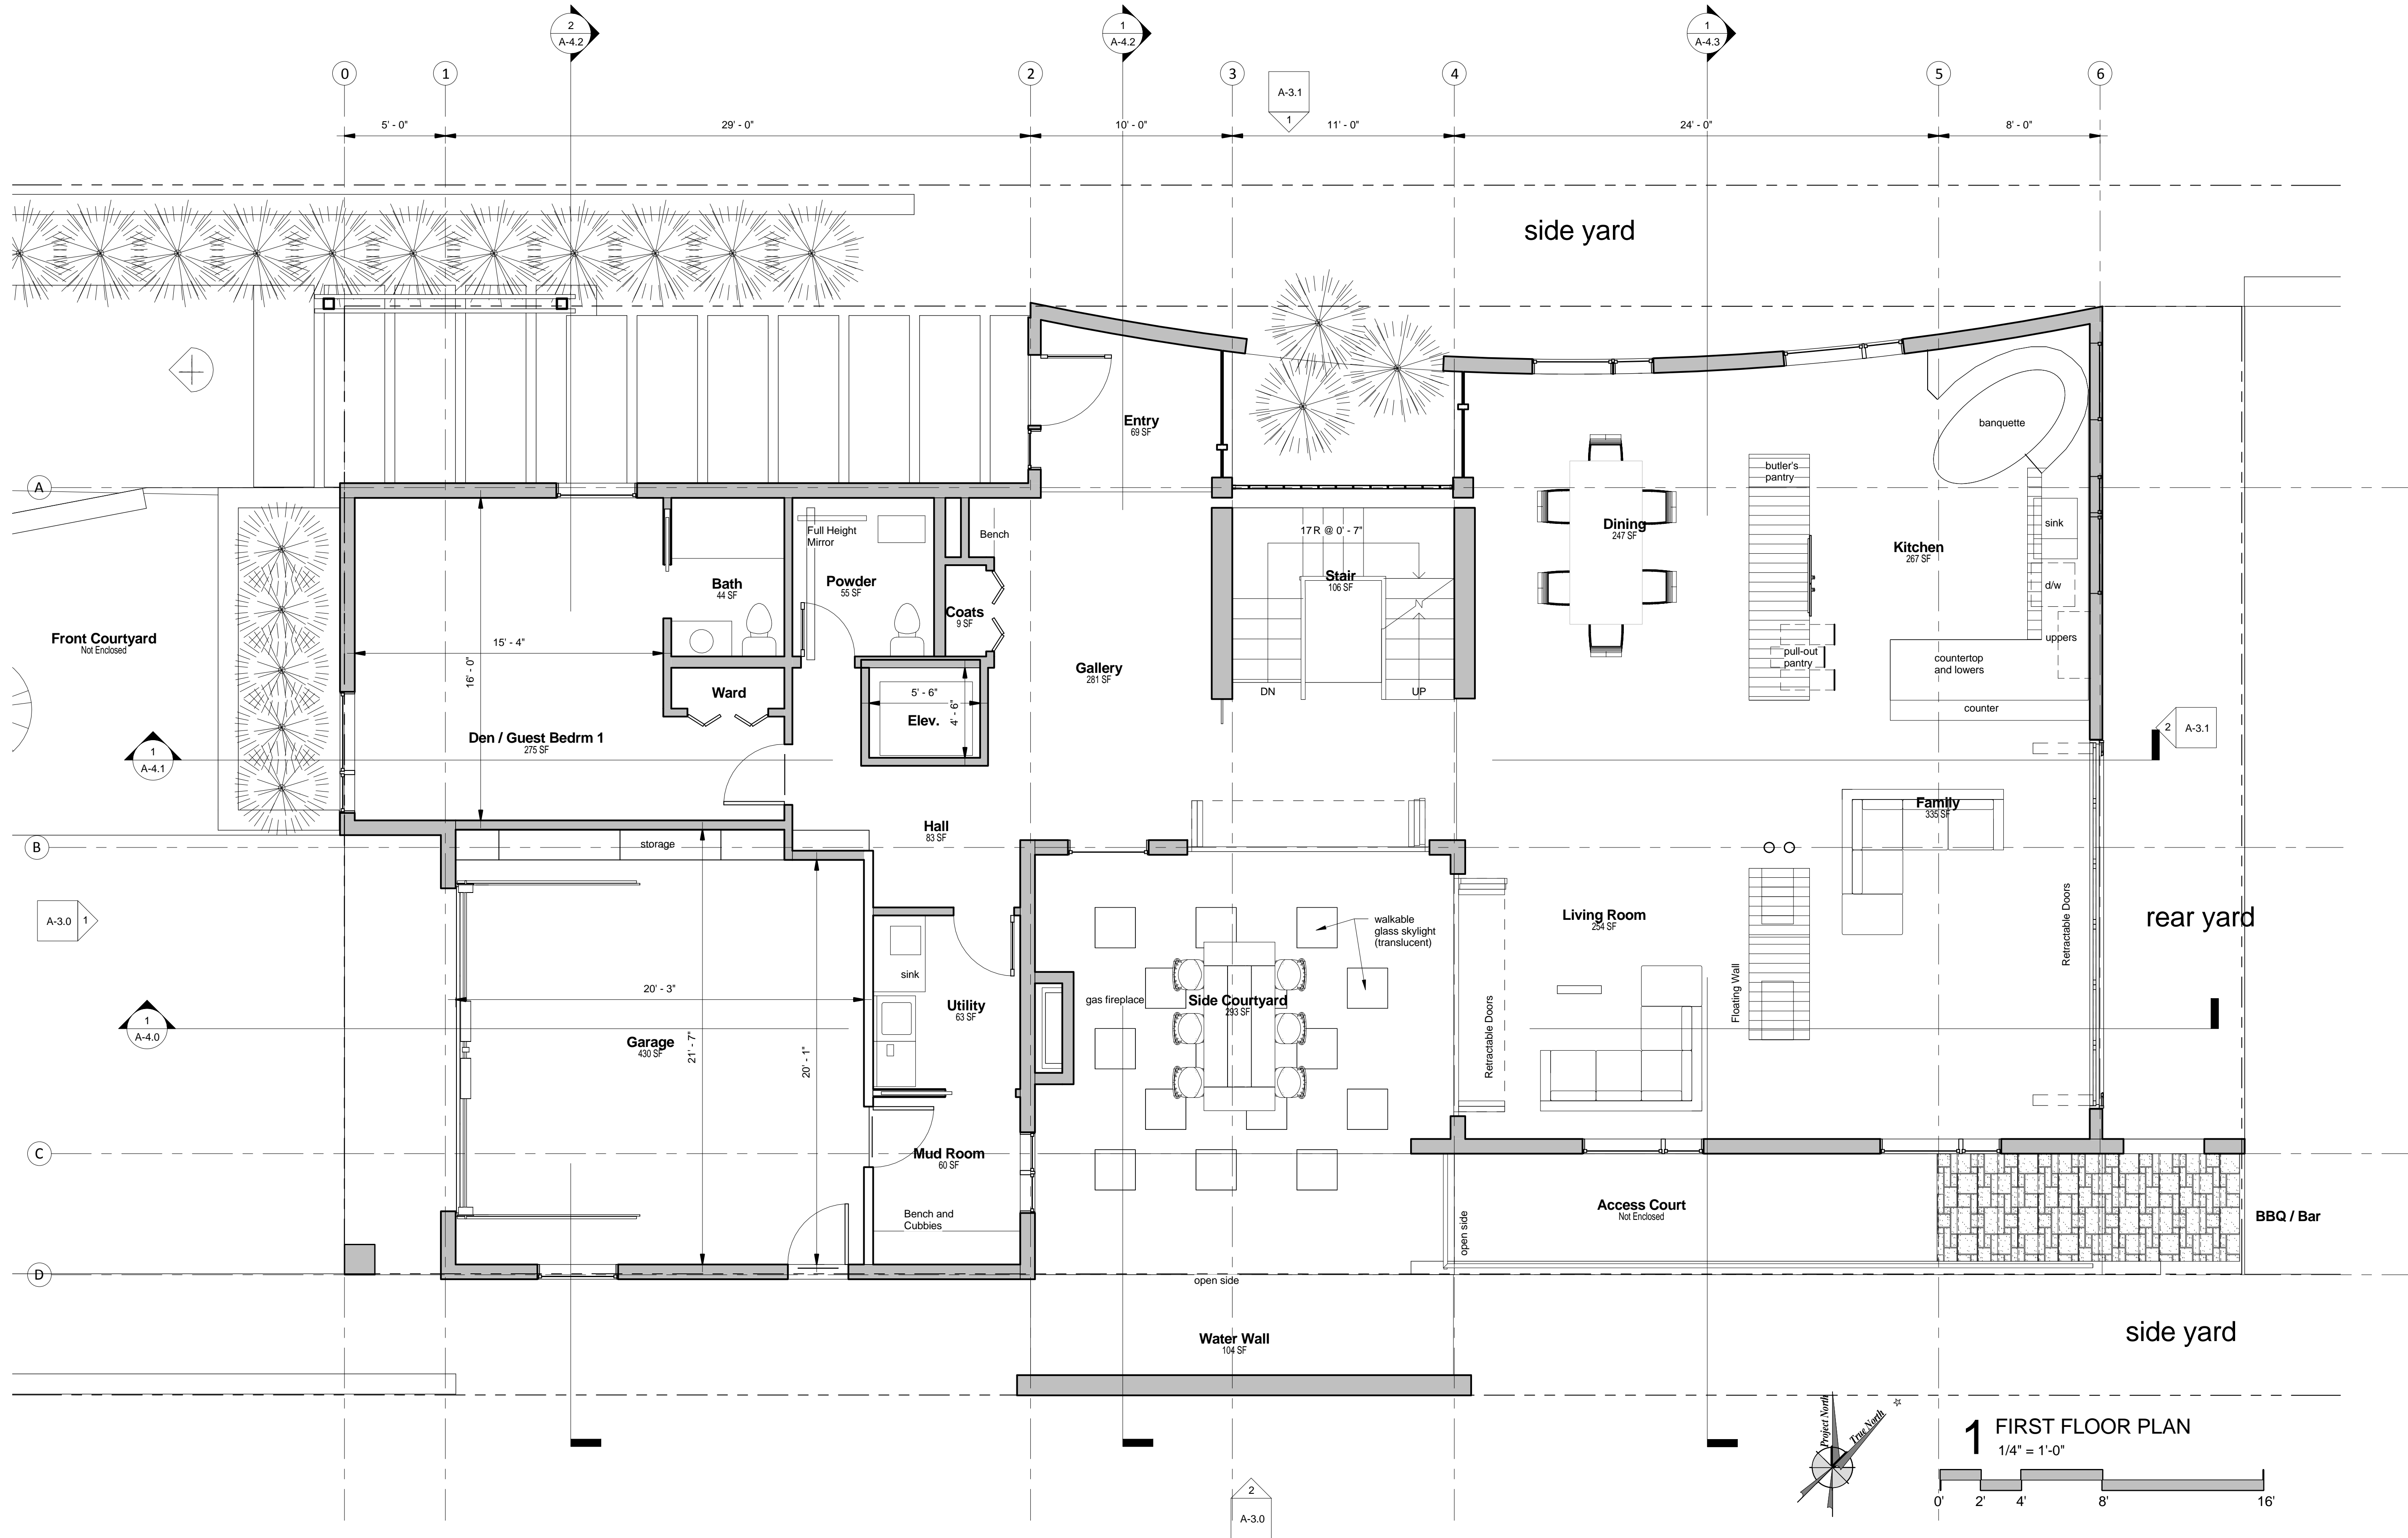 2
A-4.2
1
A-4.2
1
A-4.3
0
1
2
3
4
5
6
A-3.1
1
5' - 0"
29' - 0"
10' - 0"
11' - 0"
24' - 0"
8' - 0"
side yard
Entry
69 SF
banquette
butler's
pantry
A
Full Height
Mirror
Bench
17 R @ 0' - 7"
Dining
247 SF
sink
Kitchen
267 SF
Bath
44 SF
Powder
55 SF
Stair
106 SF
d/w
Coats
9 SF
Front Courtyard
Not Enclosed
15' - 4"
16' - 0"
uppers
pull-out
pantry
countertop
and lowers
Gallery
281 SF
Ward
5' - 6"
4' - 6"
Elev.
DN
UP
counter
Den / Guest Bedrm 1
275 SF
1
A-4.1
2
A-3.1
Family
335 SF
Hall
83 SF
B
storage
A-3.0
1
walkable
glass skylight
(translucent)
Living Room
254 SF
Retractable Doors
rear yard
sink
20' - 3"
Utility
63 SF
gas fireplace
Side Courtyard
293 SF
Floating Wall
Retractable Doors
1
A-4.0
Garage
430 SF
21' - 7"
20' - 1"
C
Mud Room
60 SF
Bench and
Cubbies
open side
Access Court
Not Enclosed
BBQ / Bar
D
open side
Water Wall
104 SF
side yard
Project North
True North
1
FIRST FLOOR PLAN
1/4" = 1'-0"
0'
2'
4'
8'
16'
2
A-3.0